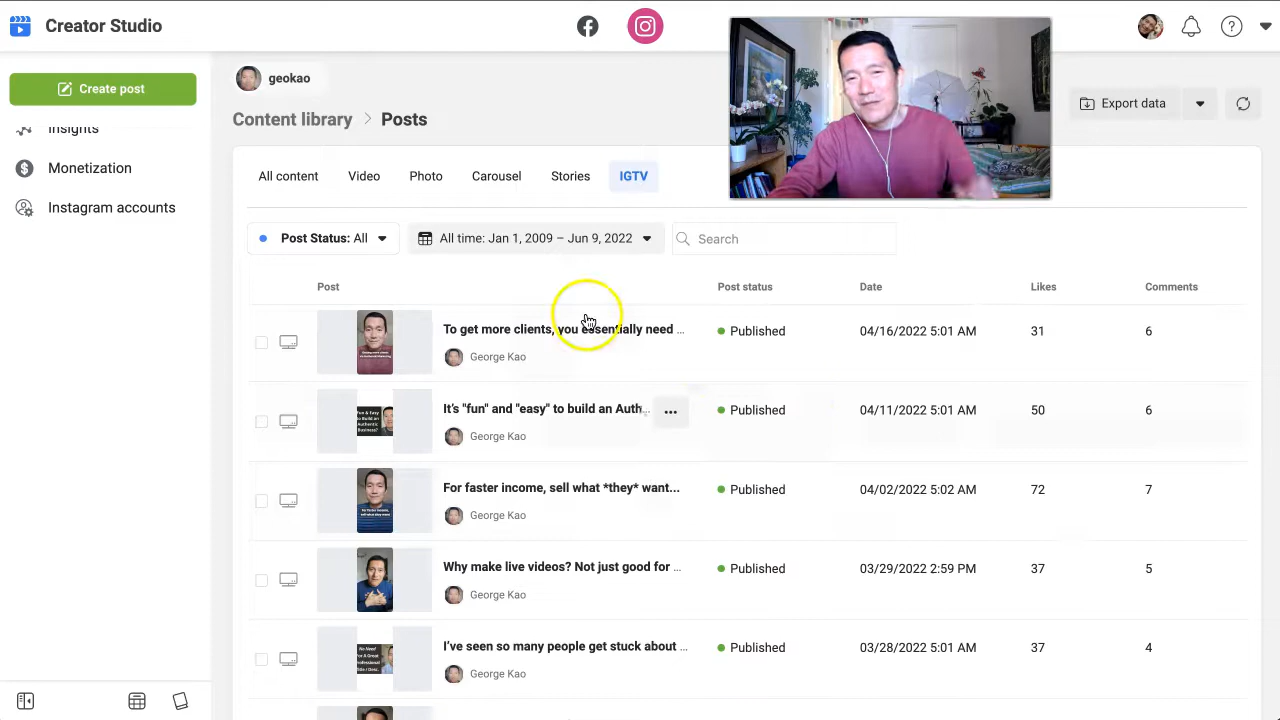 Creator Studio
Create post
Insights
Monetization
Instagram accounts
geokao
Content library > Posts
Export data
All content Video Photo Carousel Stories IGTV
Post Status: All
All time: Jan 1, 2009 – Jun 9, 2022
Search
Post Post status Date Likes Comments
To get more clients, you essentially need ... Published 04/16/2022 5:01 AM 31 6
George Kao
It's "fun" and "easy" to build an Auth... Published 04/11/2022 5:01 AM 50 6
George Kao
For faster income, sell what *they* want... Published 04/02/2022 5:02 AM 72 7
George Kao
Why make live videos? Not just good for ... Published 03/29/2022 2:59 PM 37 5
George Kao
I've seen so many people get stuck about ... Published 03/28/2022 5:01 AM 37 4
George Kao